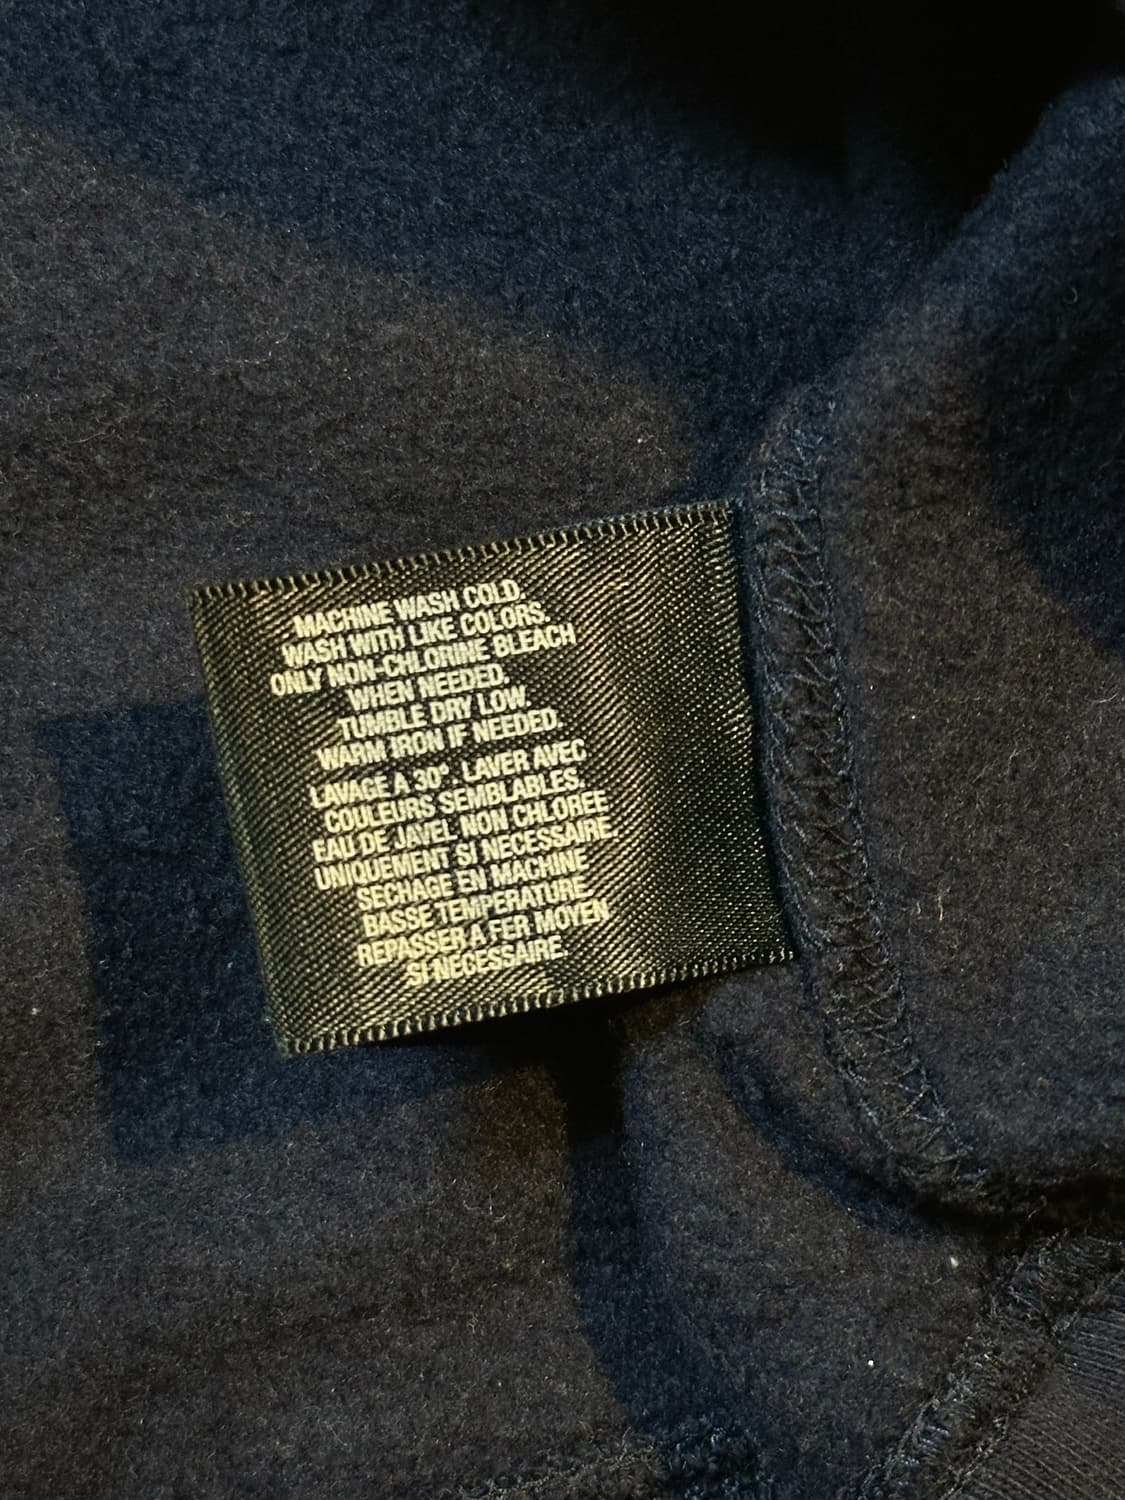 MACHINE WASH COLD.
WASH WITH LIKE COLORS.
ONLY NON-CHLORINE BLEACH
WHEN NEEDED.
TUMBLE DRY LOW.
WARM IRON IF NEEDED.
LAVAGE A 30°. LAVER AVEC
COULEURS SEMBLABLES.
EAU DE JAVEL NON CHLOREE
UNIQUEMENT SI NECESSAIRE.
SECHAGE EN MACHINE
BASSE TEMPERATURE.
REPASSER A FER MOYEN
SI NECESSAIRE.